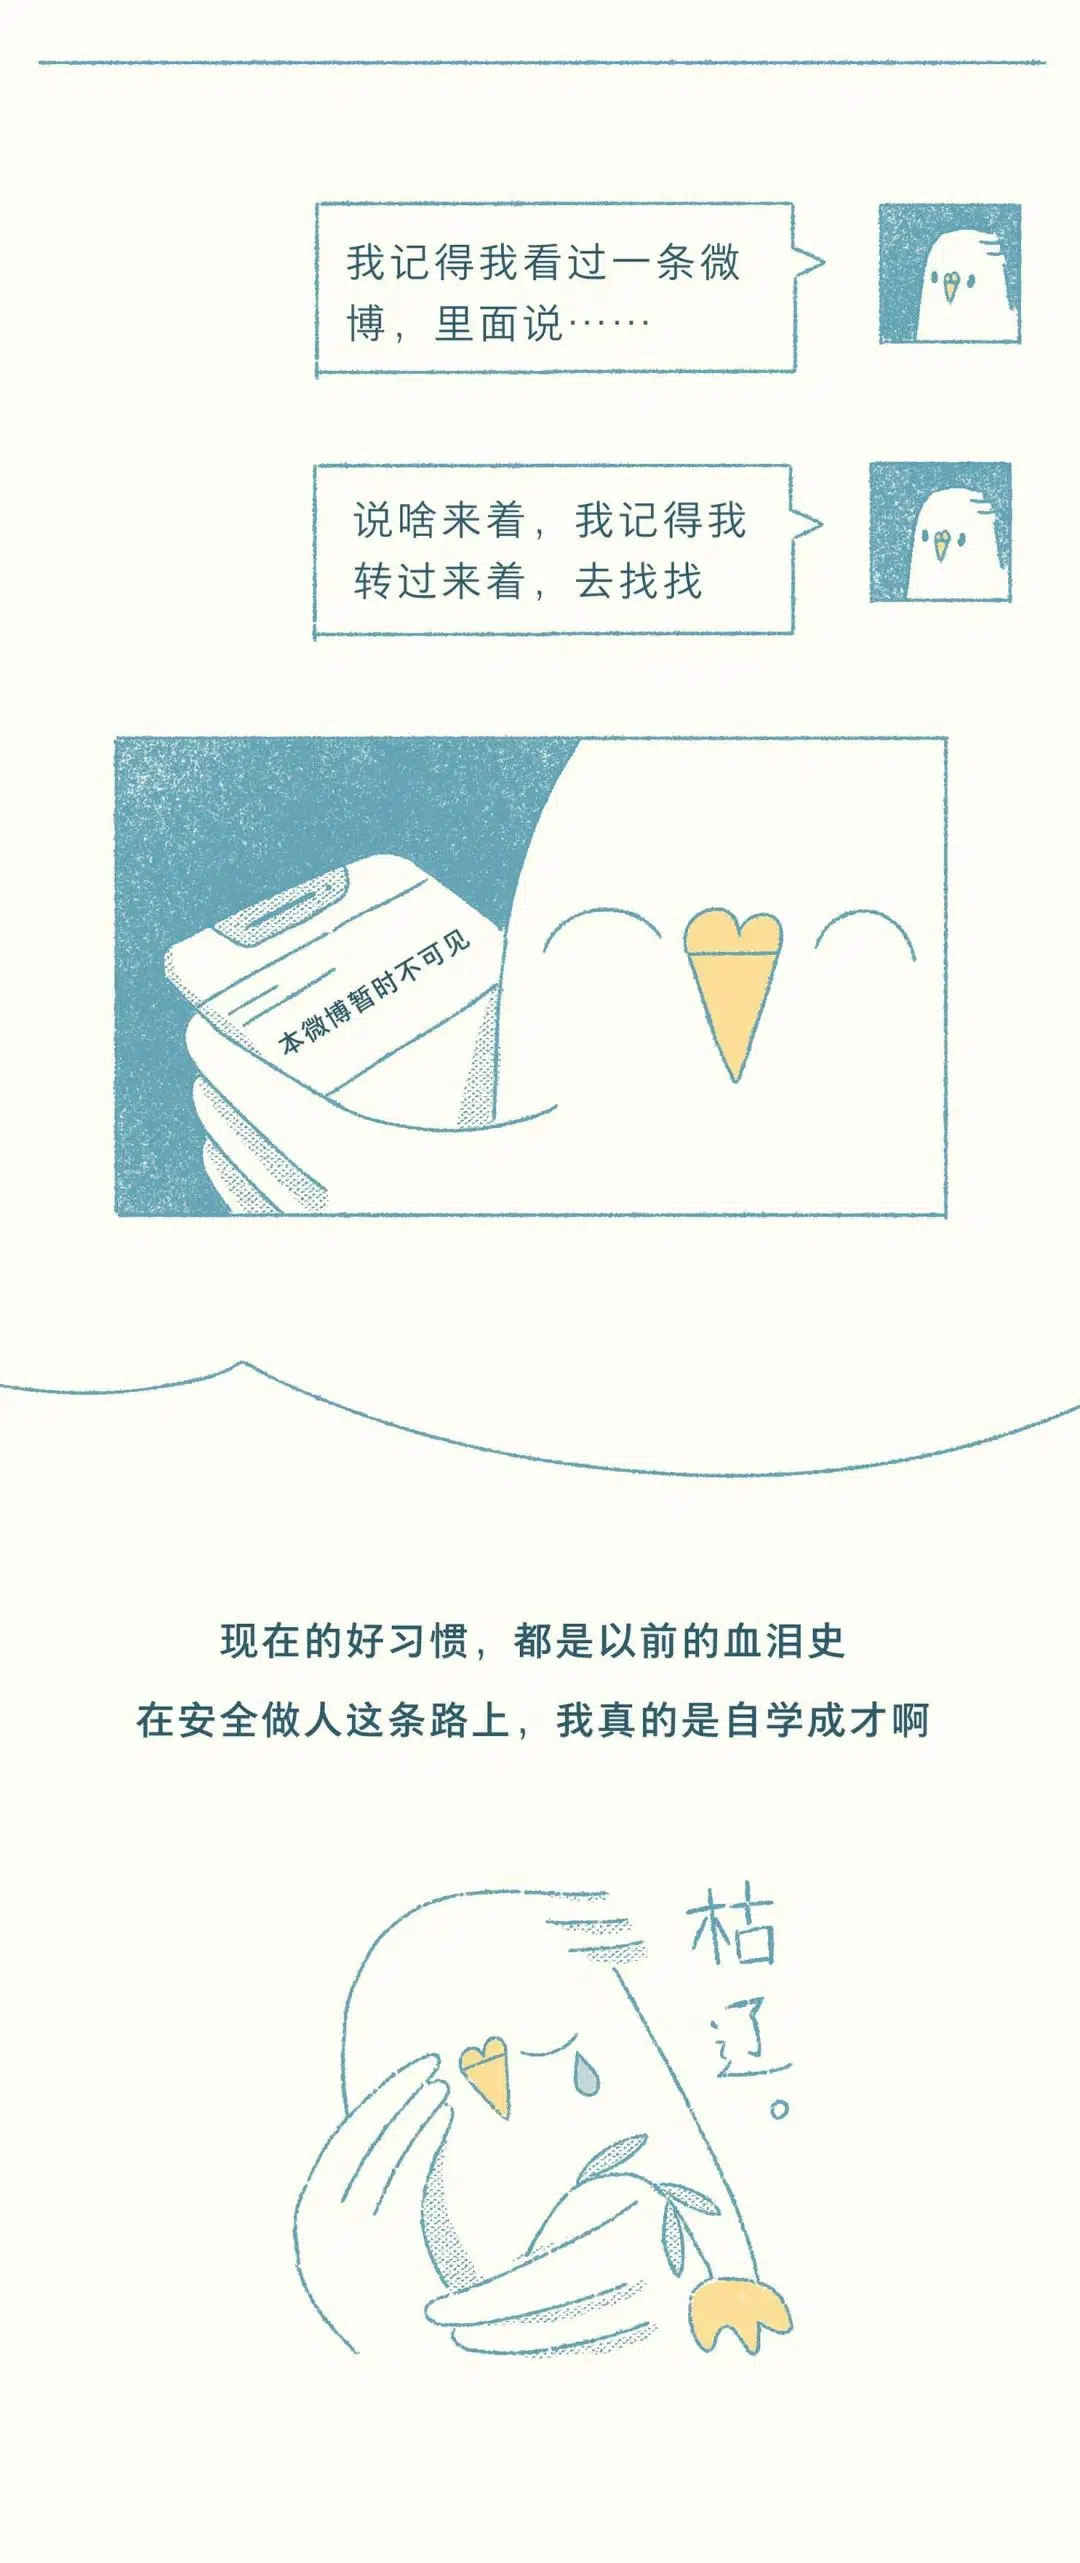 我记得我看过一条微
博，里面说……
说啥来着，我记得我
转过来着，去找找
本微博暂时不可见
现在的好习惯，都是以前的血泪史
在安全做人这条路上，我真的是自学成才啊
枯
辽。